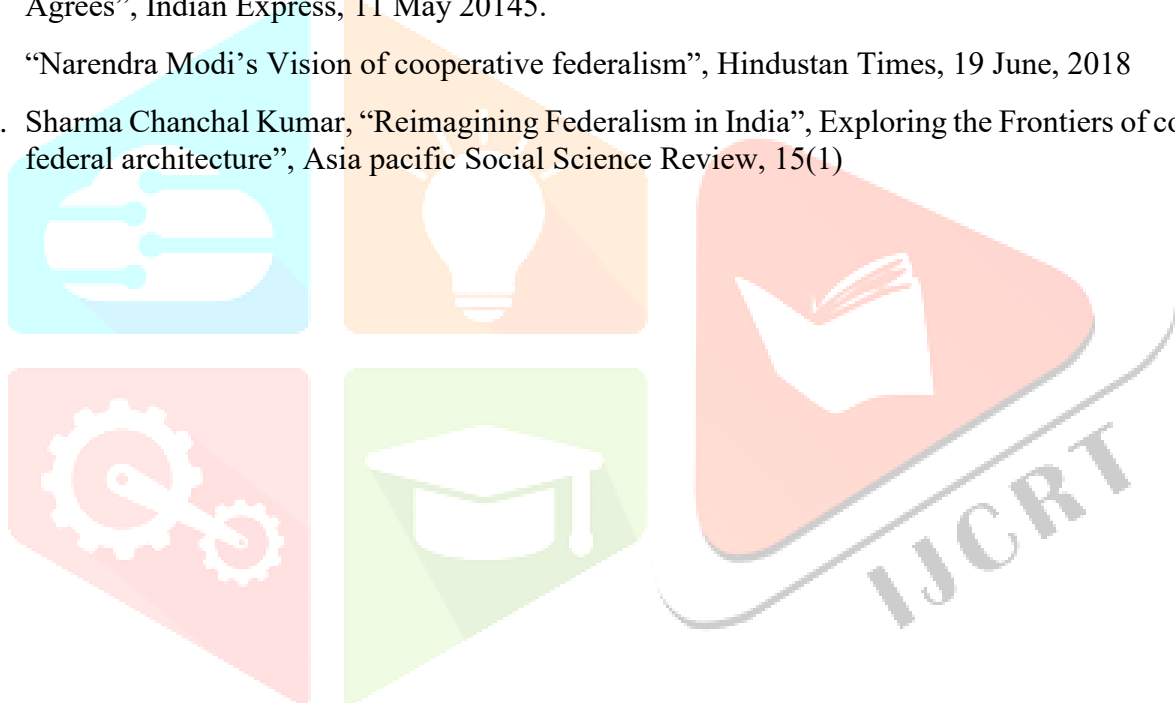 Agrees”, Indian Express, 11 May 20145.
“Narendra Modi’s Vision of cooperative federalism”, Hindustan Times, 19 June, 2018
. Sharma Chanchal Kumar, “Reimagining Federalism in India”, Exploring the Frontiers of co
federal architecture”, Asia pacific Social Science Review, 15(1)
IJCRT